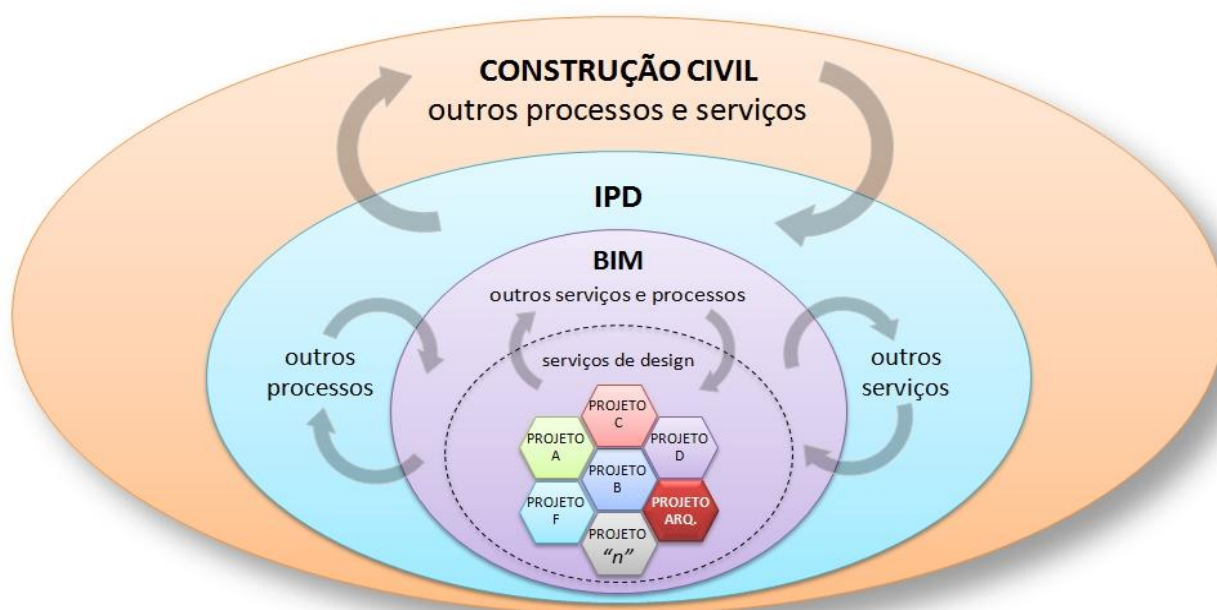 CONSTRUÇÃO CIVIL
outros processos e serviços
IPD
BIM
outros serviços e processos
outros
processos
serviços de design
outros
serviços
PROJETO
C
PROJETO
A
PROJETO
D
PROJETO
B
PROJETO
F
PROJETO
ARQ.
PROJETO
“n”